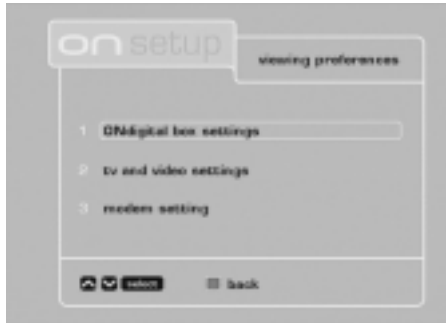 on setup
viewing preferences
1 ONdigital box settings
2 tv and video settings
3 modem setting
select back